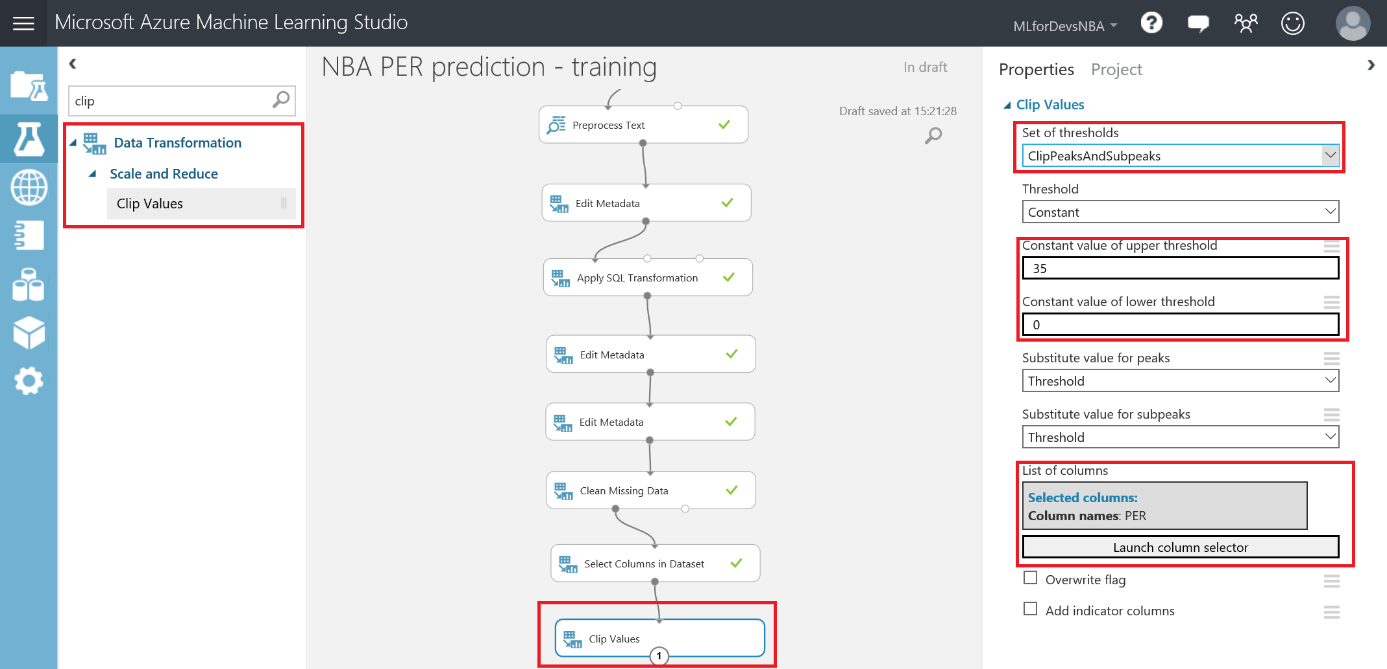 Microsoft Azure Machine Learning Studio
MLforDevsNBA
?
clip
Data Transformation
Scale and Reduce
Clip Values
NBA PER prediction - training
In draft
Draft saved at 15:21:28
Preprocess Text
Edit Metadata
Apply SQL Transformation
Edit Metadata
Edit Metadata
Clean Missing Data
Select Columns in Dataset
Clip Values
1
Properties Project
Clip Values
Set of thresholds
ClipPeaksAndSubpeaks
Threshold
Constant
Constant value of upper threshold
35
Constant value of lower threshold
0
Substitute value for peaks
Threshold
Substitute value for subpeaks
Threshold
List of columns
Selected columns:
Column names: PER
Launch column selector
Overwrite flag
Add indicator columns